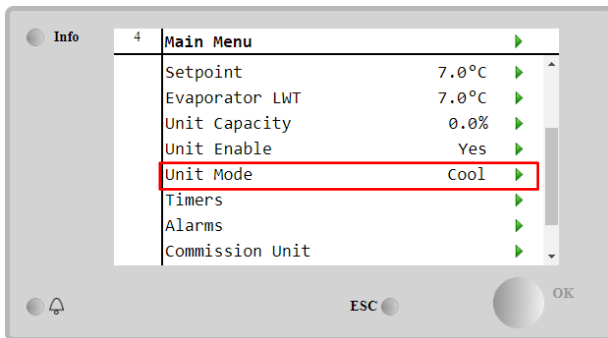 Info
4 Main Menu
Setpoint 7.0°C
Evaporator LWT 7.0°C
Unit Capacity 0.0%
Unit Enable Yes
Unit Mode Cool
Timers
Alarms
Commission Unit
ESC
OK